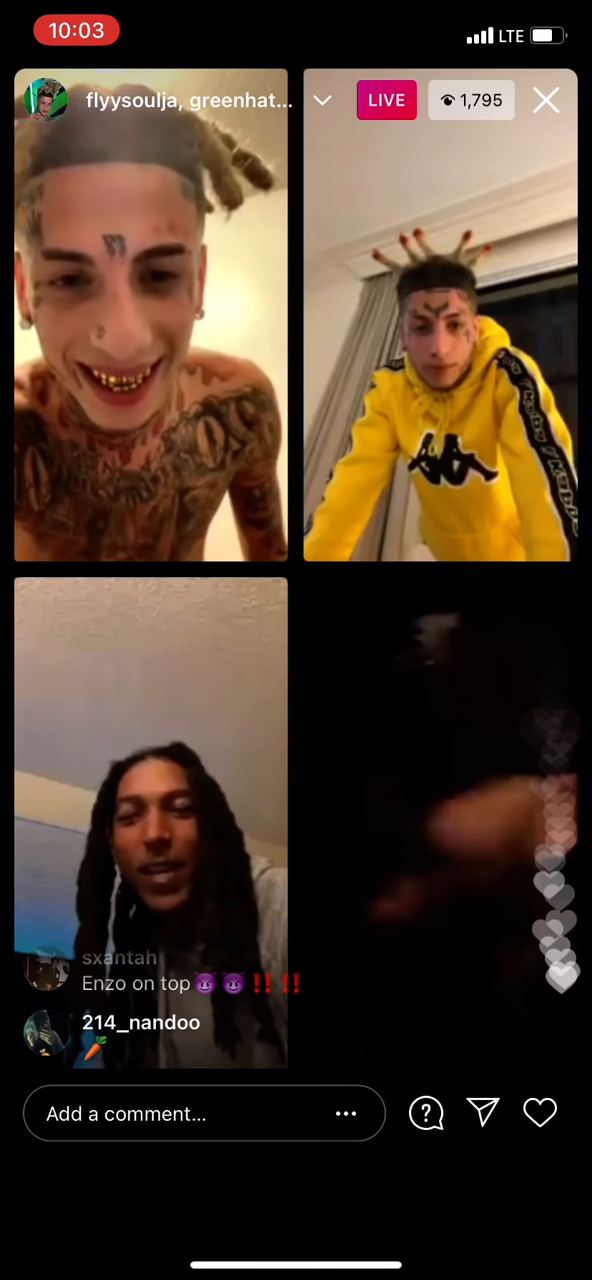 10:03
LTE
flyysoulja, greenhat...
LIVE
1,795
sxantah
Enzo on top😈😈‼️‼️
214_nandoo
🥕
Add a comment...